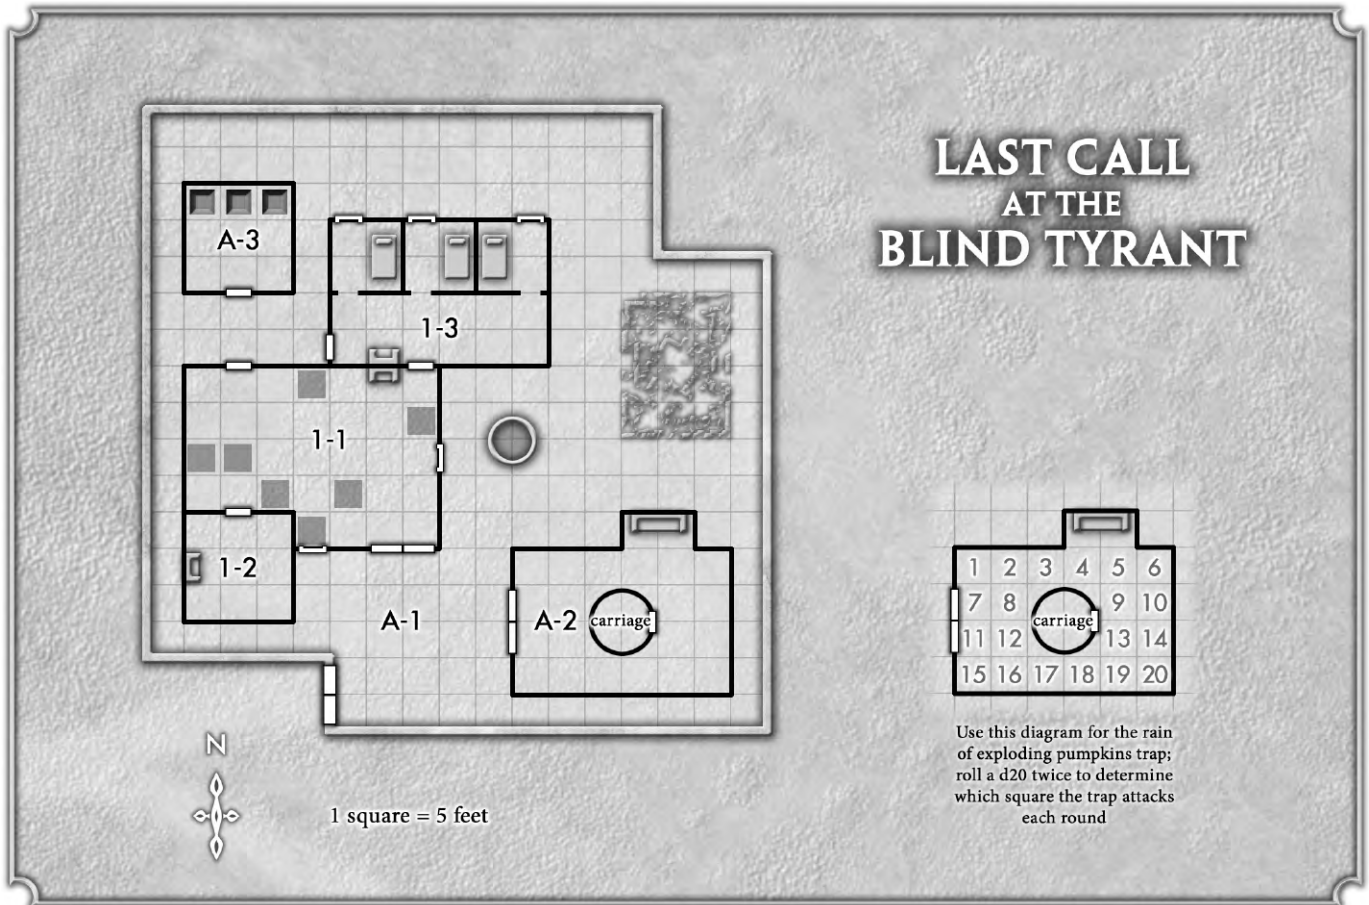 LAST CALL
AT THE
BLIND TYRANT
A-3
1-3
1-1
1-2
A-1
A-2
carriage
1 2 3 4 5 6
7 8 9 10
carriage
11 12 13 14
15 16 17 18 19 20
Use this diagram for the rain
of exploding pumpkins trap;
roll a d20 twice to determine
which square the trap attacks
each round
N
1 square = 5 feet